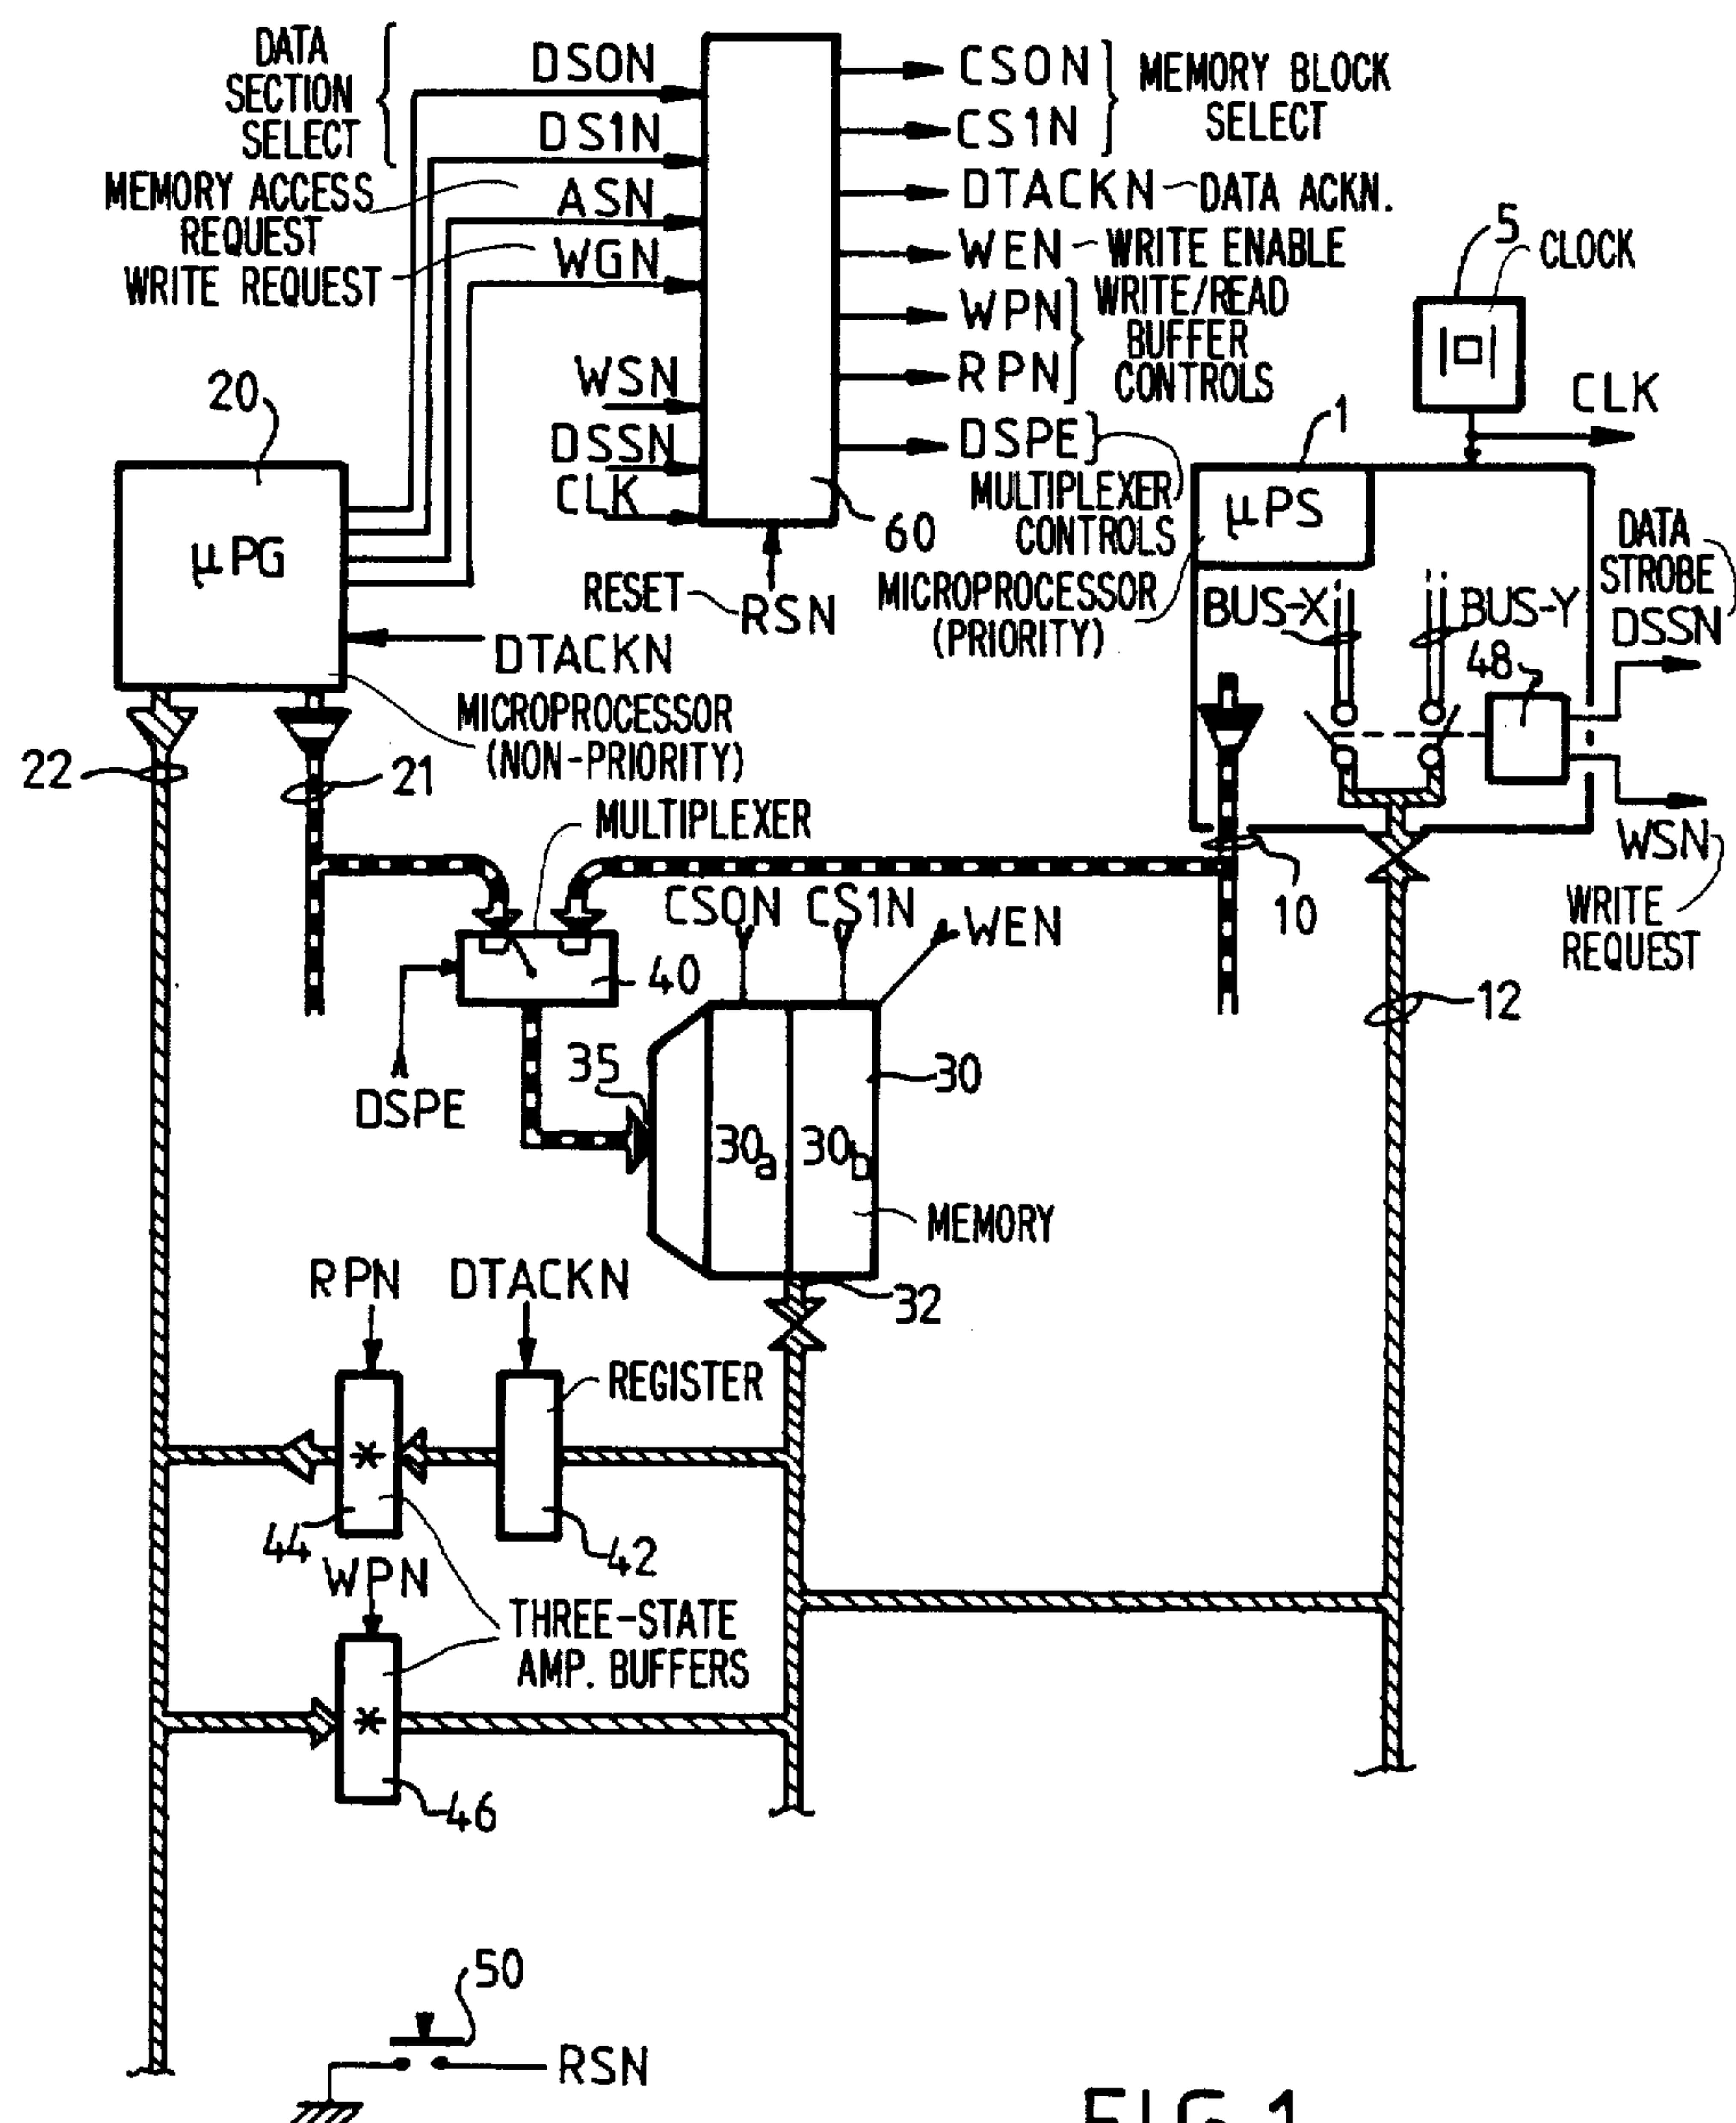 DATA
SECTION
SELECT
MEMORY ACCESS
REQUEST
WRITE REQUEST
DSON
DS1N
ASN
WGN
WSN
DSSN
CLK
60
RESET
RSN
CSON
CS1N
MEMORY BLOCK
SELECT
DTACKN
DATA ACKN.
WEN
WRITE ENABLE
WPN
RPN
WRITE/READ
BUFFER
CONTROLS
DSPE
MULTIPLEXER
CONTROLS
MICROPROCESSOR
(PRIORITY)
5
CLOCK
CLK
1
μPS
BUS-X
BUS-Y
48
DATA
STROBE
DSSN
WSN
WRITE
REQUEST
10
12
20
μPG
DTACKN
MICROPROCESSOR
(NON-PRIORITY)
22
21
MULTIPLEXER
40
DSPE
CSON
CS1N
WEN
35
30
30a
30b
MEMORY
32
RPN
DTACKN
REGISTER
*
44
42
WPN
THREE-STATE
AMP. BUFFERS
*
46
50
RSN
FIG.1